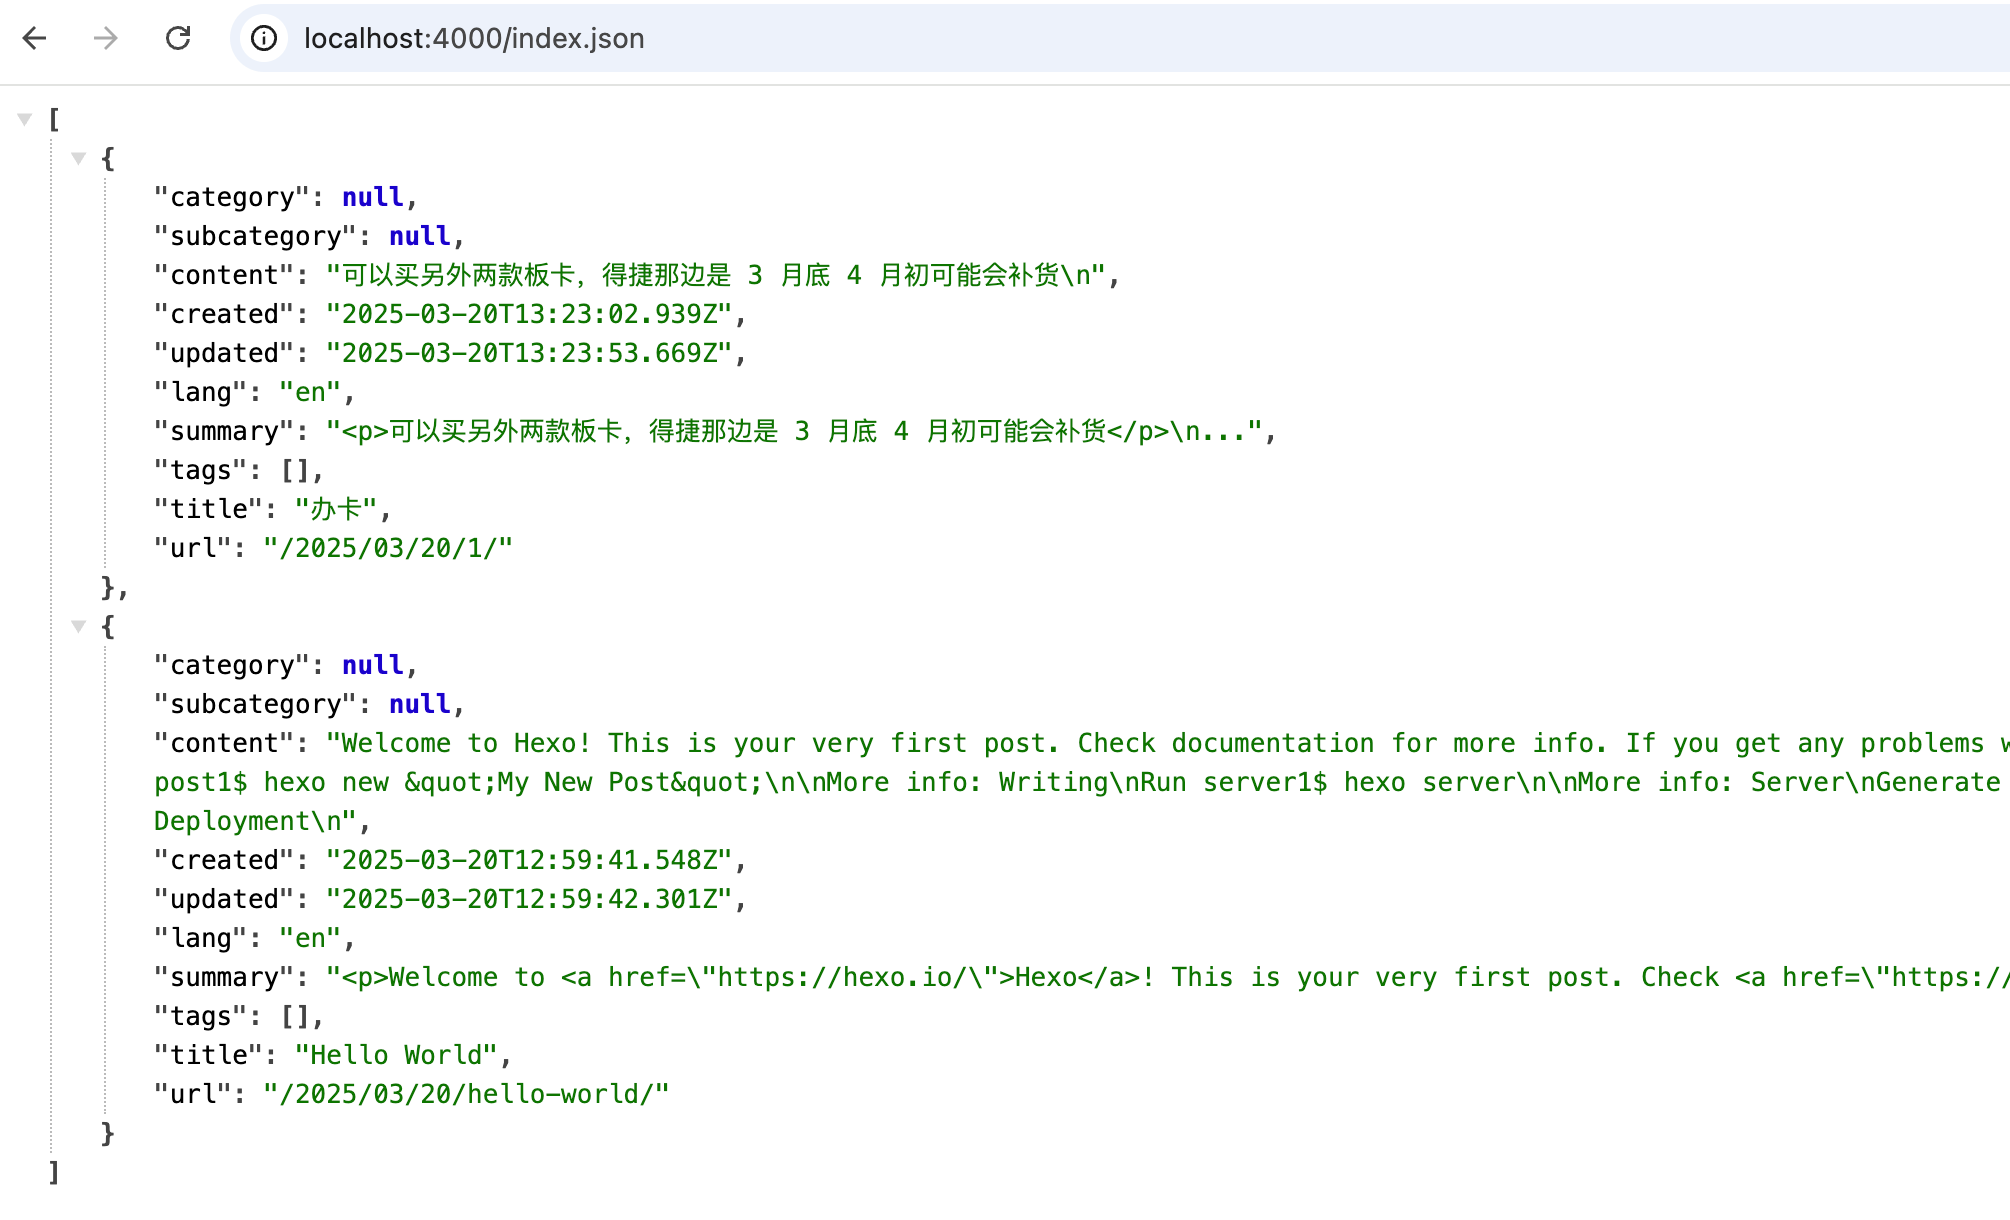 localhost:4000/index.json
[
{
"category": null,
"subcategory": null,
"content": "可以买另外两款板卡，得捷那边是 3 月底 4 月初可能会补货\n",
"created": "2025-03-20T13:23:02.939Z",
"updated": "2025-03-20T13:23:53.669Z",
"lang": "en",
"summary": "<p>可以买另外两款板卡，得捷那边是 3 月底 4 月初可能会补货</p>\n...",
"tags": [],
"title": "办卡",
"url": "/2025/03/20/1/"
},
{
"category": null,
"subcategory": null,
"content": "Welcome to Hexo! This is your very first post. Check documentation for more info. If you get any problems
post1$ hexo new &quot;My New Post&quot;\n\nMore info: Writing\nRun server1$ hexo server\n\nMore info: Server\nGenerate
Deployment\n",
"created": "2025-03-20T12:59:41.548Z",
"updated": "2025-03-20T12:59:42.301Z",
"lang": "en",
"summary": "<p>Welcome to <a href=\"https://hexo.io/\">Hexo</a>! This is your very first post. Check <a href=\"https://
"tags": [],
"title": "Hello World",
"url": "/2025/03/20/hello-world/"
}
]